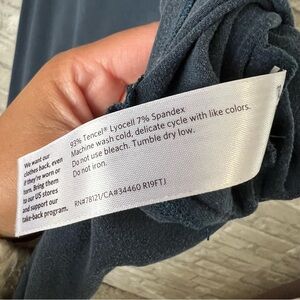 93% Tencel® Lyocell 7% Spandex
Machine wash cold, delicate cycle with like colors.
Do not use bleach. Tumble dry low.
Do not iron.
RN#78121/CA#34460 R19FTJ
We want our
clothes back, even
if they're worn or
torn. Bring them
to our US stores
and support our
take-back program.